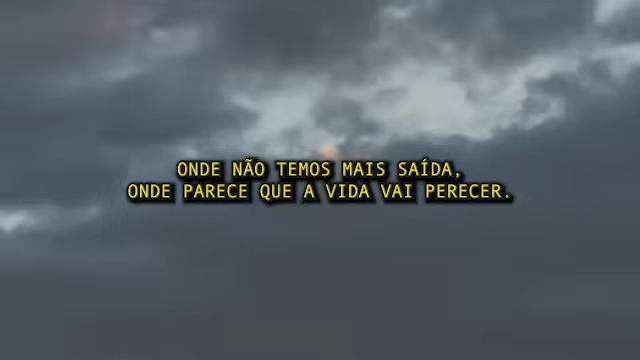 ONDE NÃO TEMOS MAIS SAÍDA,
ONDE PARECE QUE A VIDA VAI PERECER.